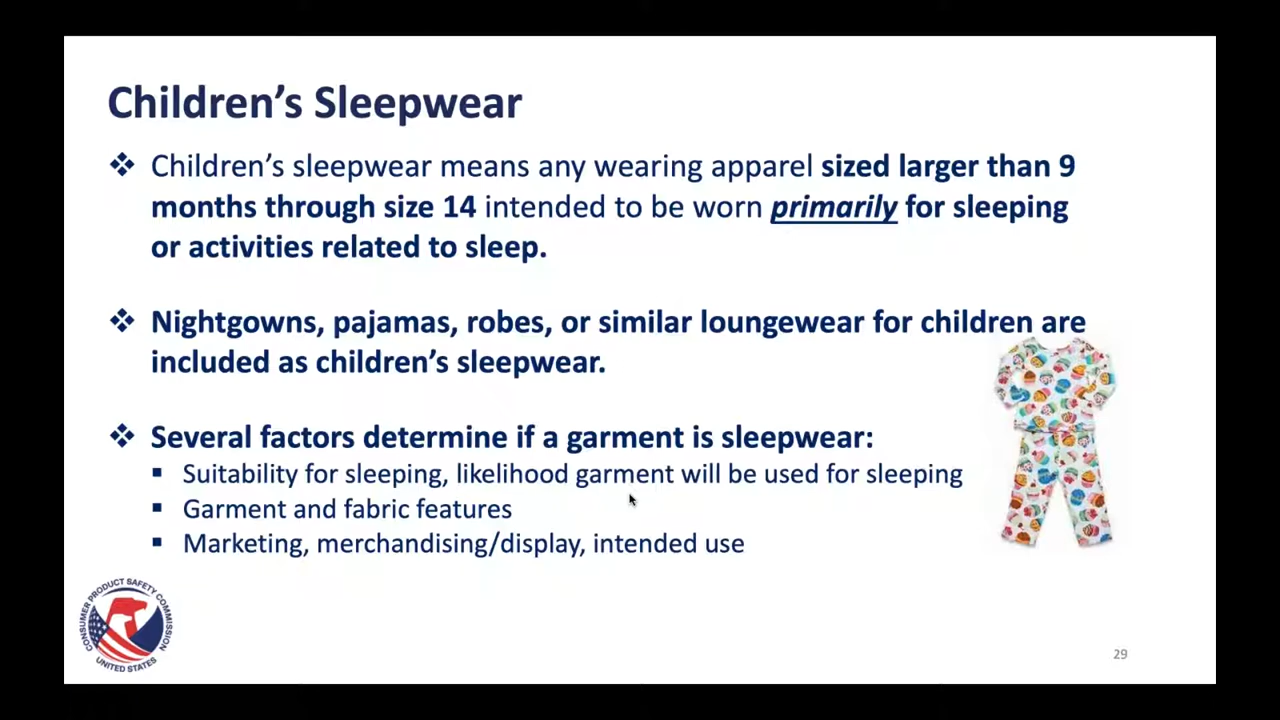 Children’s Sleepwear
❖ Children’s sleepwear means any wearing apparel sized larger than 9
months through size 14 intended to be worn primarily for sleeping
or activities related to sleep.
❖ Nightgowns, pajamas, robes, or similar loungewear for children are
included as children’s sleepwear.
❖ Several factors determine if a garment is sleepwear:
▪ Suitability for sleeping, likelihood garment will be used for sleeping
▪ Garment and fabric features
▪ Marketing, merchandising/display, intended use
CONSUMER PRODUCT SAFETY COMMISSION
UNITED STATES
29